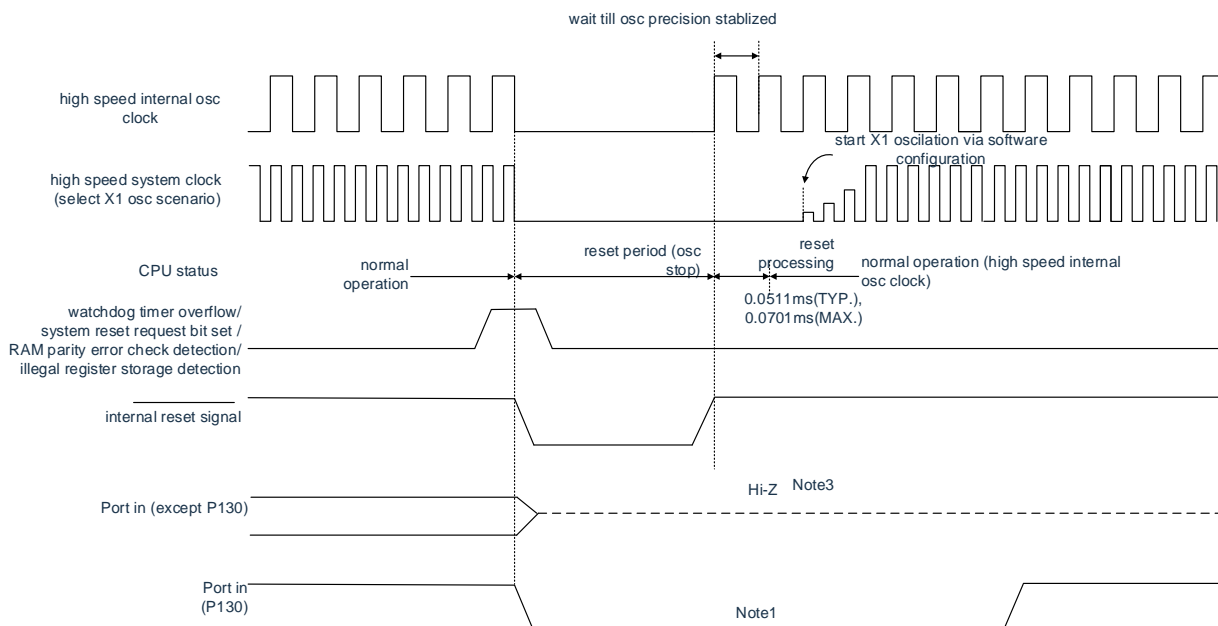 wait till osc precision stablized
high speed internal osc
clock
start X1 oscilation via software
configuration
high speed system clock
(select X1 osc scenario)
CPU status
normal
operation
reset period (osc
stop)
reset
processing
normal operation (high speed internal
osc clock)
0.0511ms(TYP.),
0.0701ms(MAX.)
watchdog timer overflow/
system reset request bit set /
RAM parity error check detection/
illegal register storage detection
internal reset signal
Port in (except P130)
Hi-Z Note3
Port in
(P130)
Note1